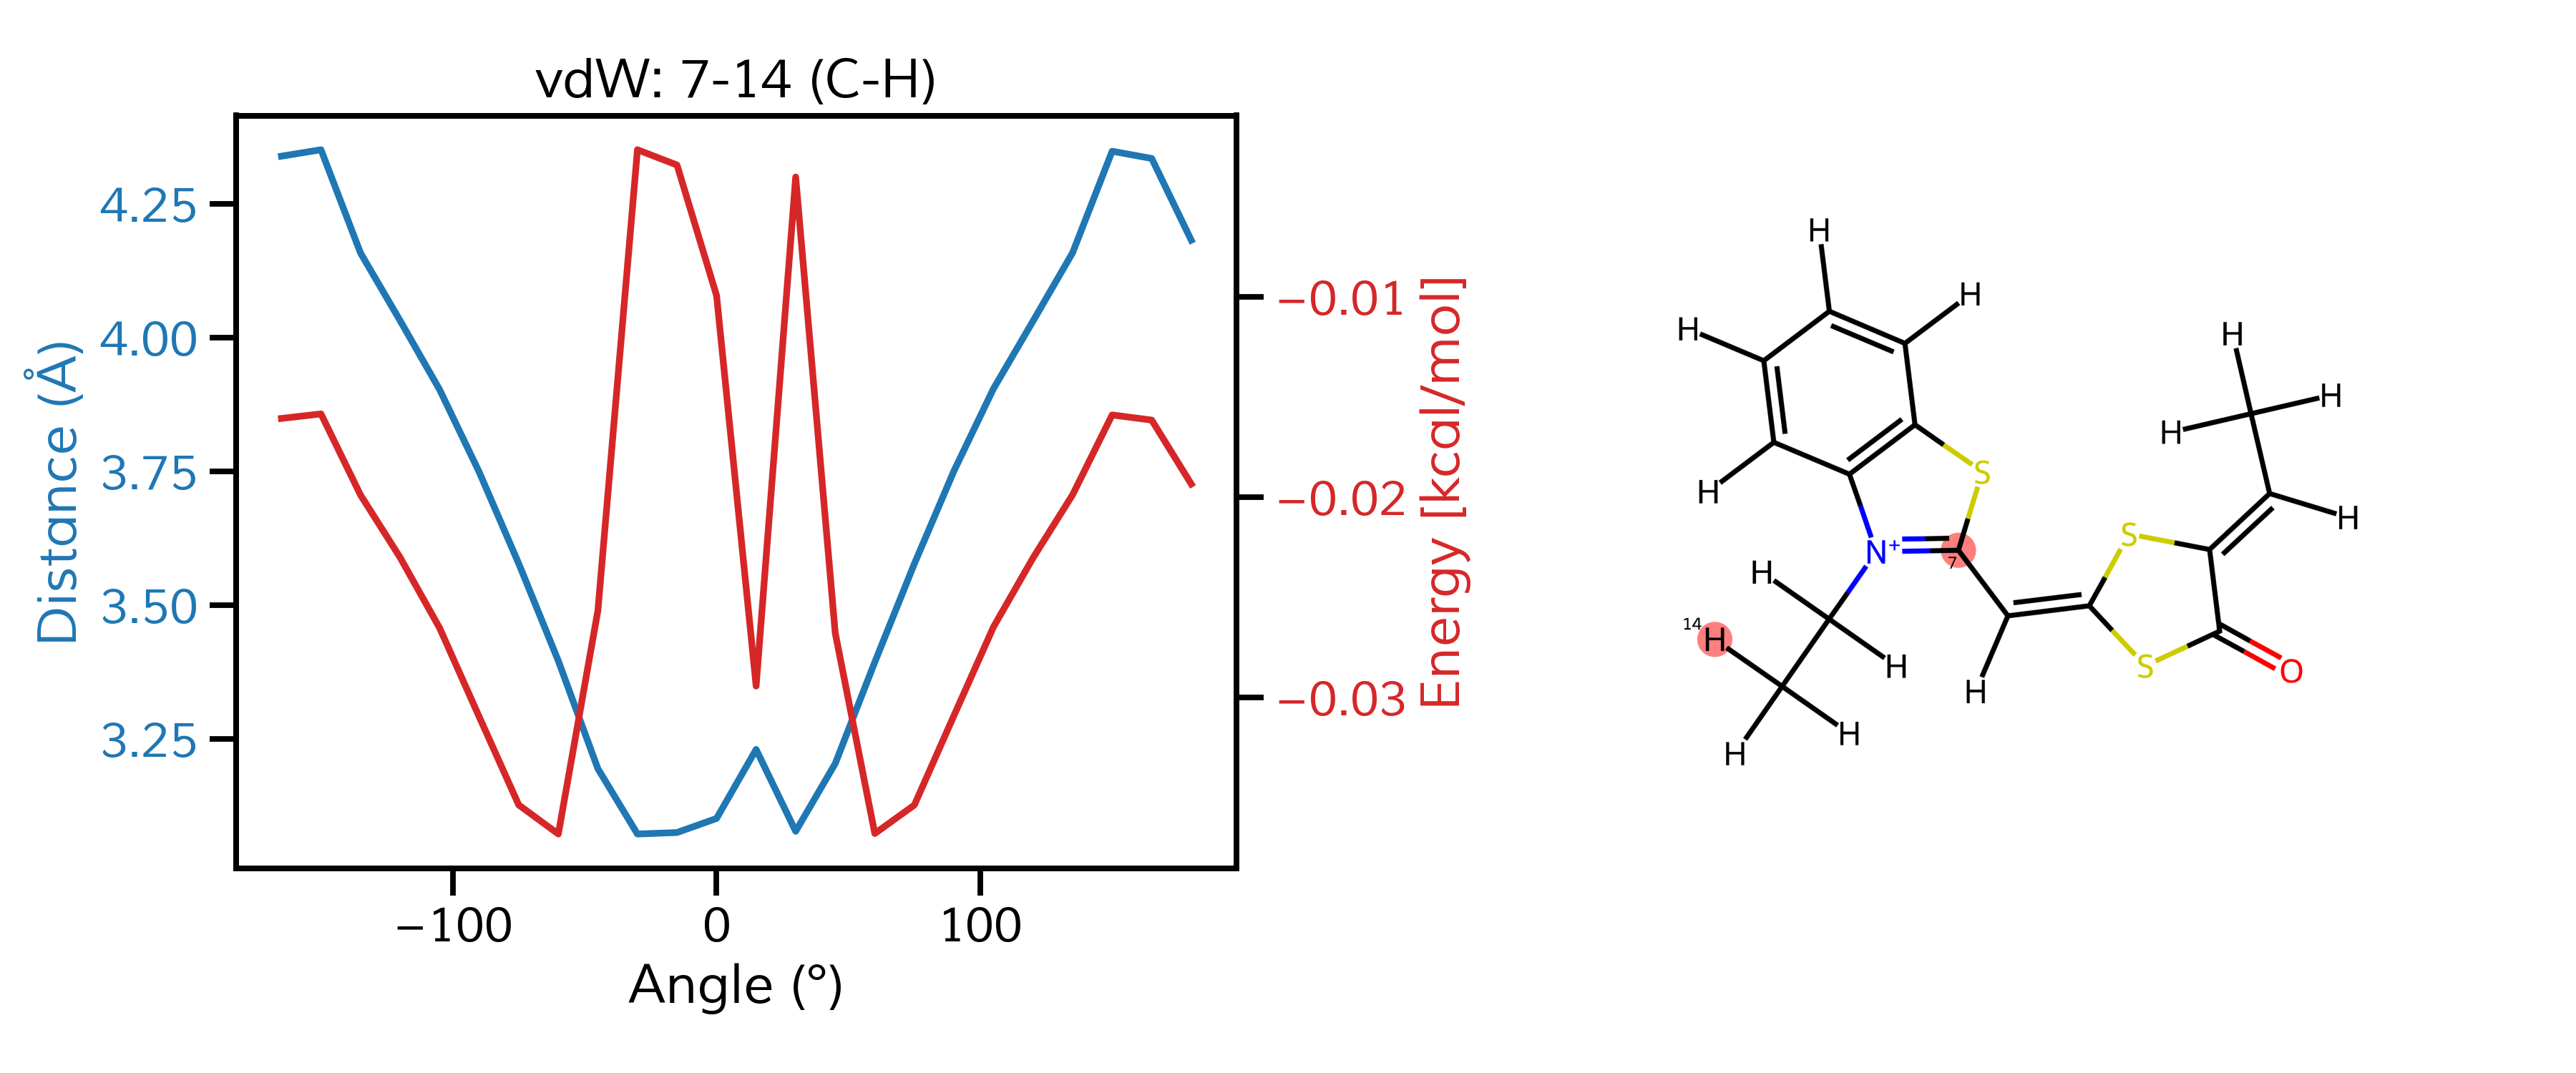 vdW: 7-14 (C-H)
4.25
4.00
3.75
3.50
3.25
Distance (Å)
−0.01
−0.02
−0.03
Energy [kcal/mol]
−100
0
100
Angle (°)
H
H
H
H
H
H
H
S
N+
7
S
H
H
14
H
H
H
S
O
H
H
H